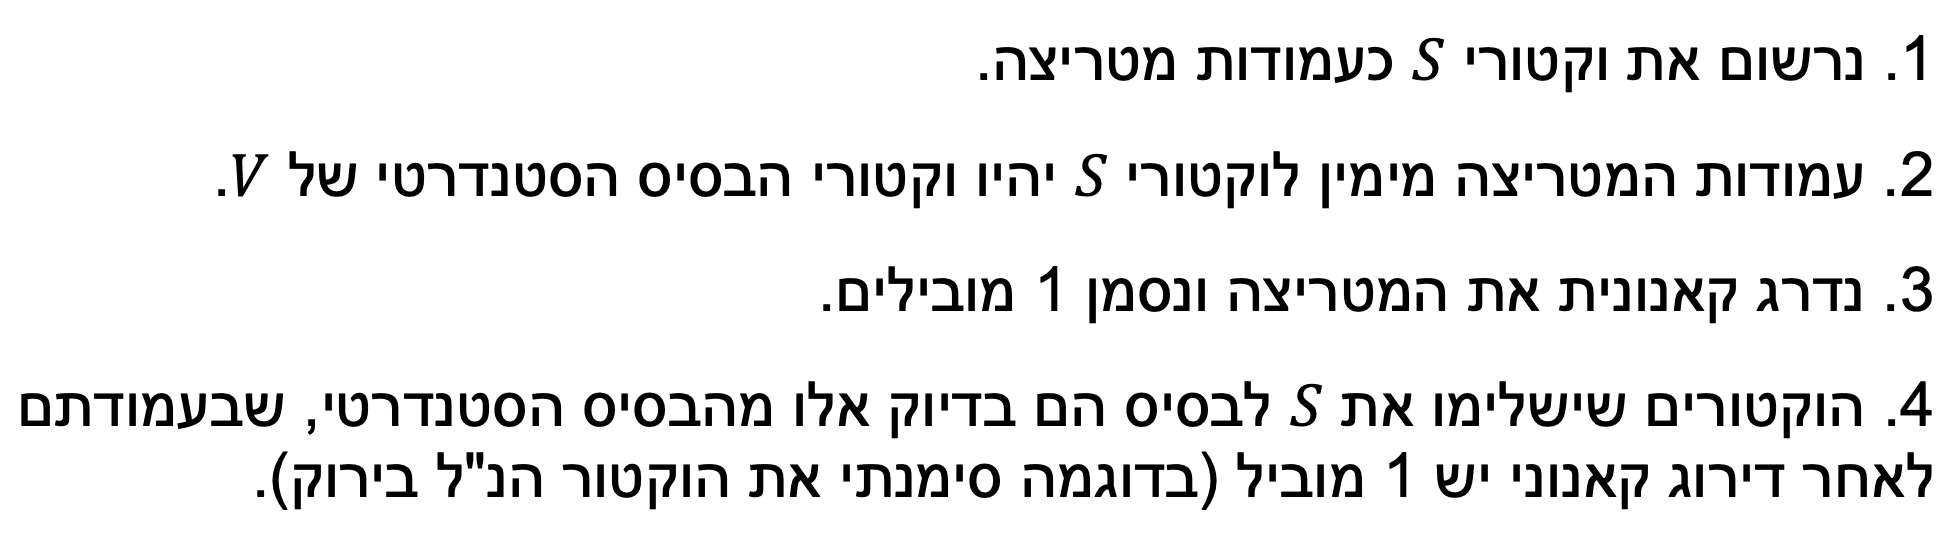 1. נרשום את וקטורי S כעמודות מטריצה.
2. עמודות המטריצה מימין לוקטורי S יהיו וקטורי הבסיס הסטנדרטי של V.
3. נדרג קאנונית את המטריצה ונסמן 1 מובילים.
4. הוקטורים שישלימו את S לבסיס הם בדיוק אלו מהבסיס הסטנדרטי, שבעמודתם
לאחר דירוג קאנוני יש 1 מוביל (בדוגמה סימנתי את הוקטור הנ"ל בירוק).